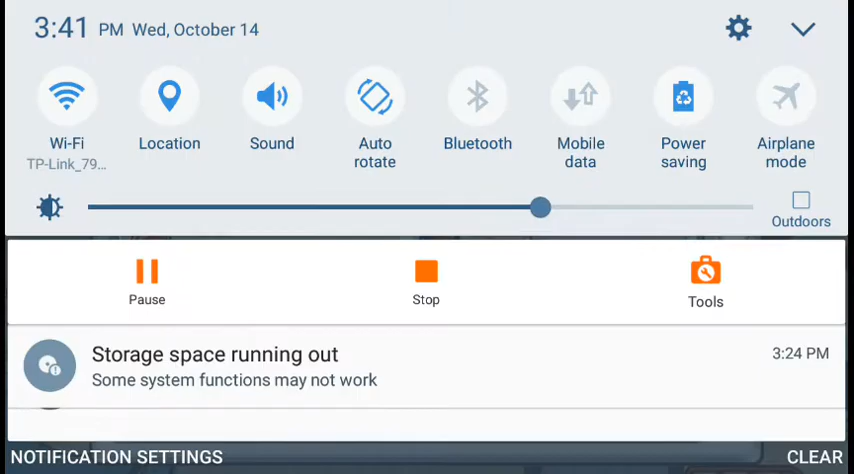 3:41 PM Wed, October 14
Wi-Fi
TP-Link_79...
Location
Sound
Auto
rotate
Bluetooth
Mobile
data
Power
saving
Airplane
mode
Outdoors
Pause
Stop
Tools
Storage space running out
3:24 PM
Some system functions may not work
NOTIFICATION SETTINGS
CLEAR